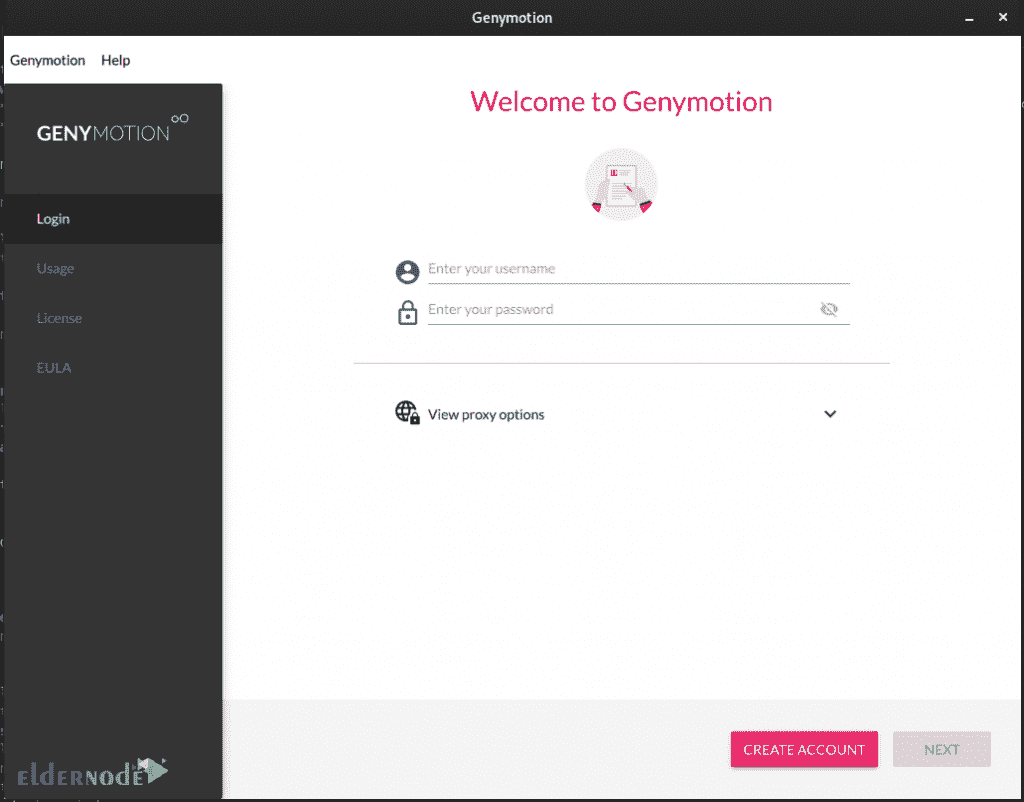 Genymotion
Genymotion Help
GENYMOTION
Login
Usage
License
EULA
Welcome to Genymotion
Enter your username
Enter your password
View proxy options
CREATE ACCOUNT
NEXT
eldernode